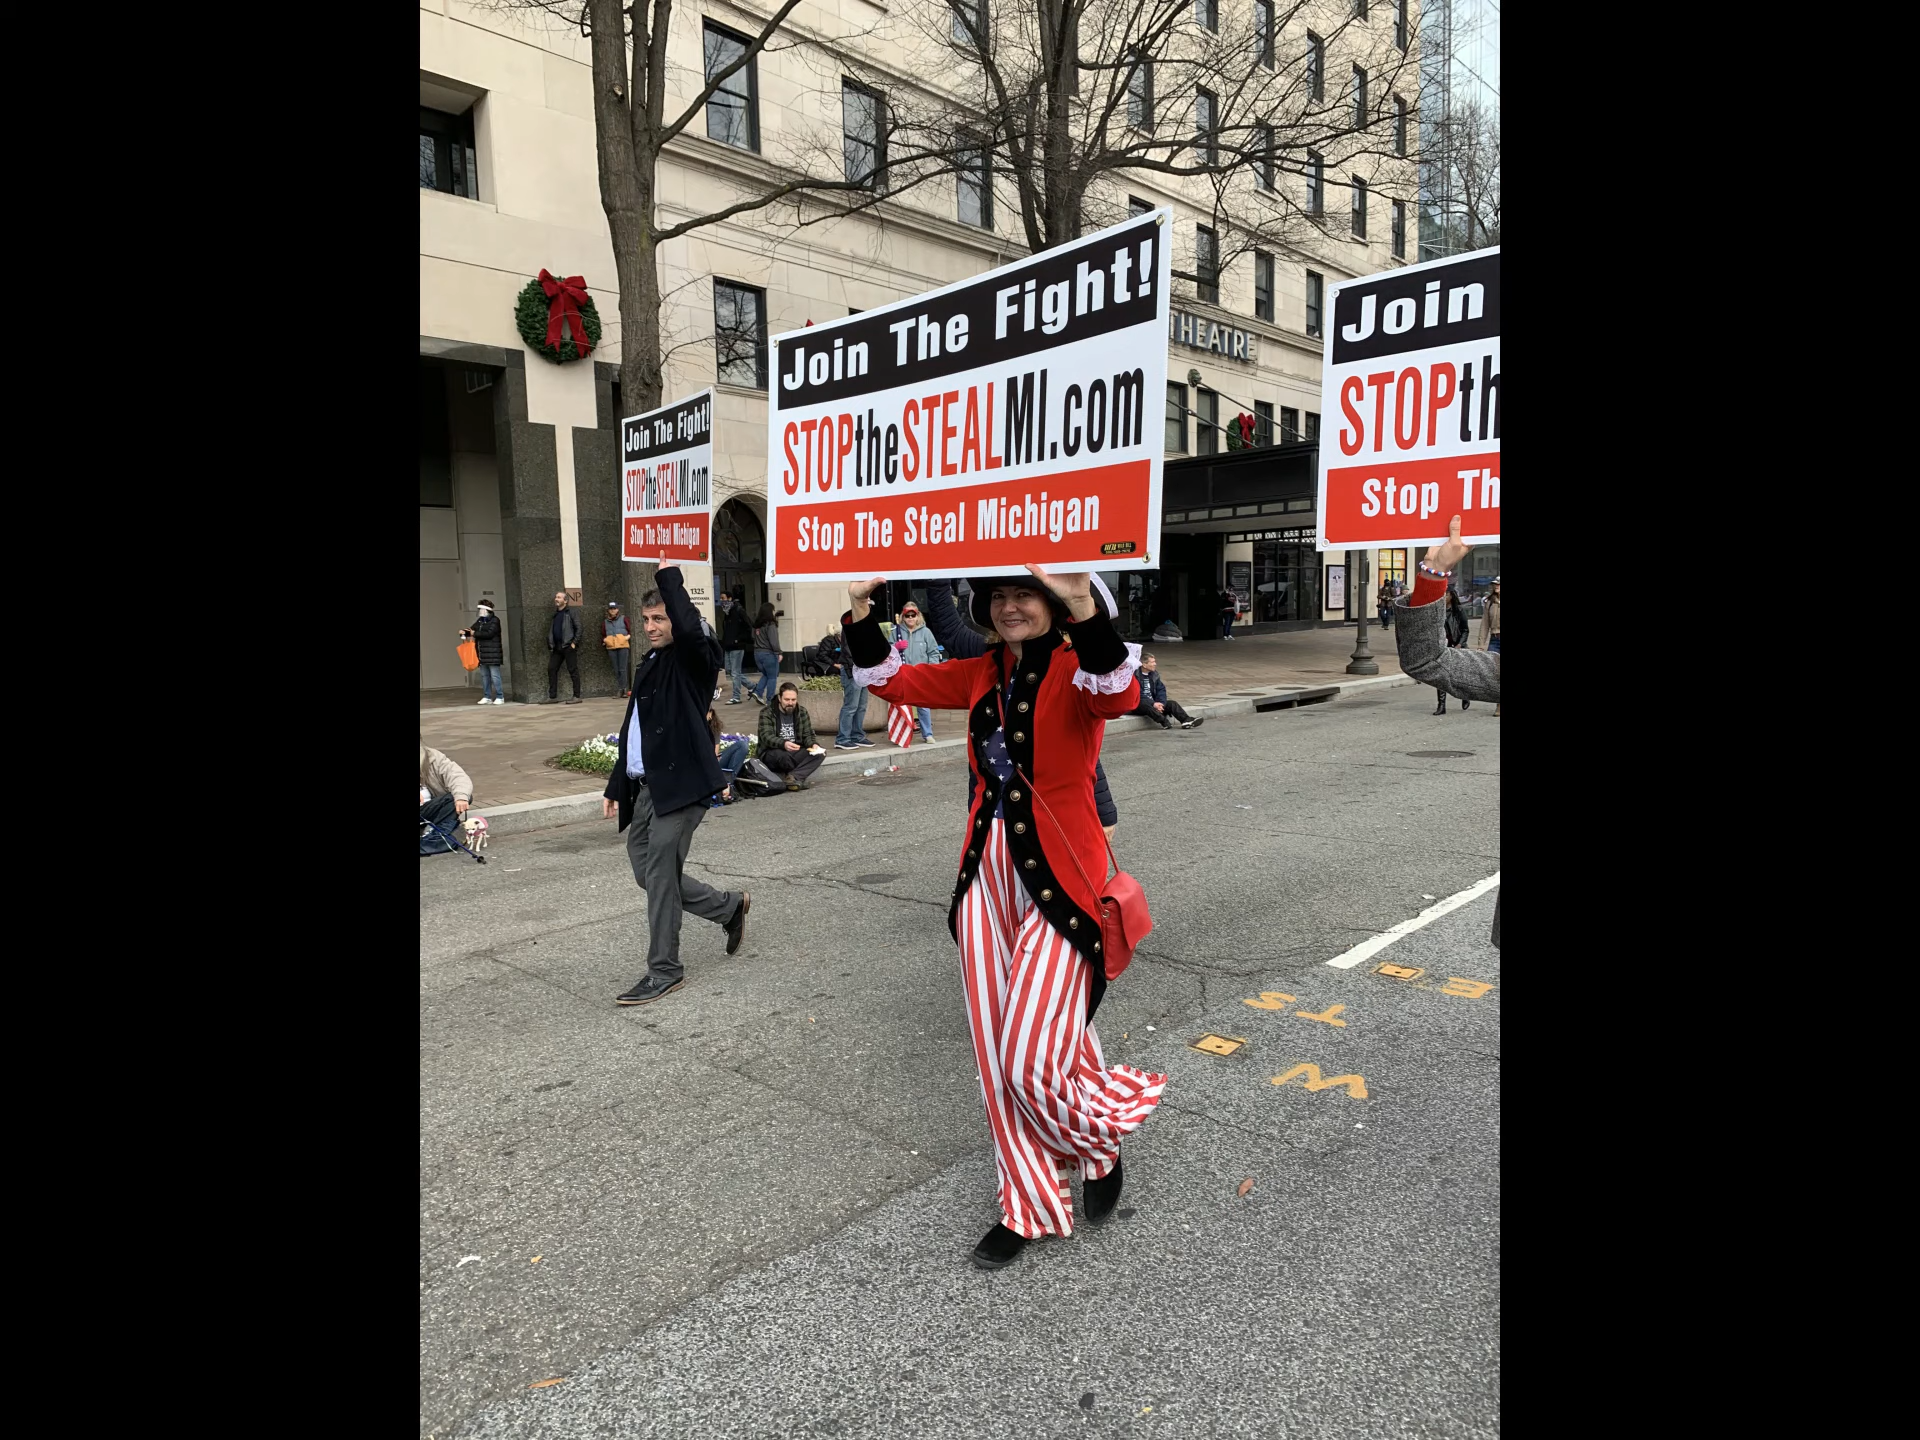 Join The Fight!
STOPtheSTEALMI.com
Stop The Steal Michigan
Join The Fight!
STOPtheSTEALMI.com
Stop The Steal Michigan
Join
STOPth
Stop Th
THEATRE
1325
E
S
T
W